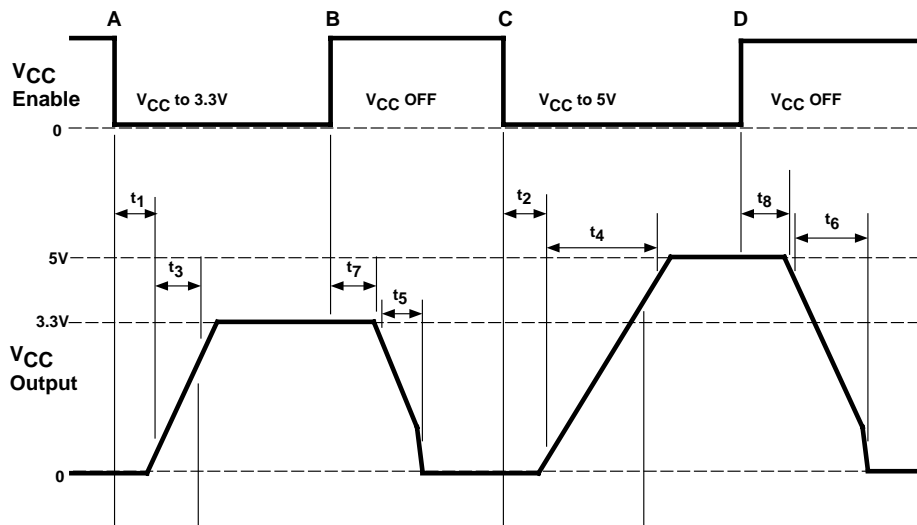 A B C D
VCC
Enable
VCC to 3.3V
VCC OFF
VCC to 5V
VCC OFF
0
t1
t2
t8
t4
t6
5V
t3
t7
t5
3.3V
VCC
Output
0